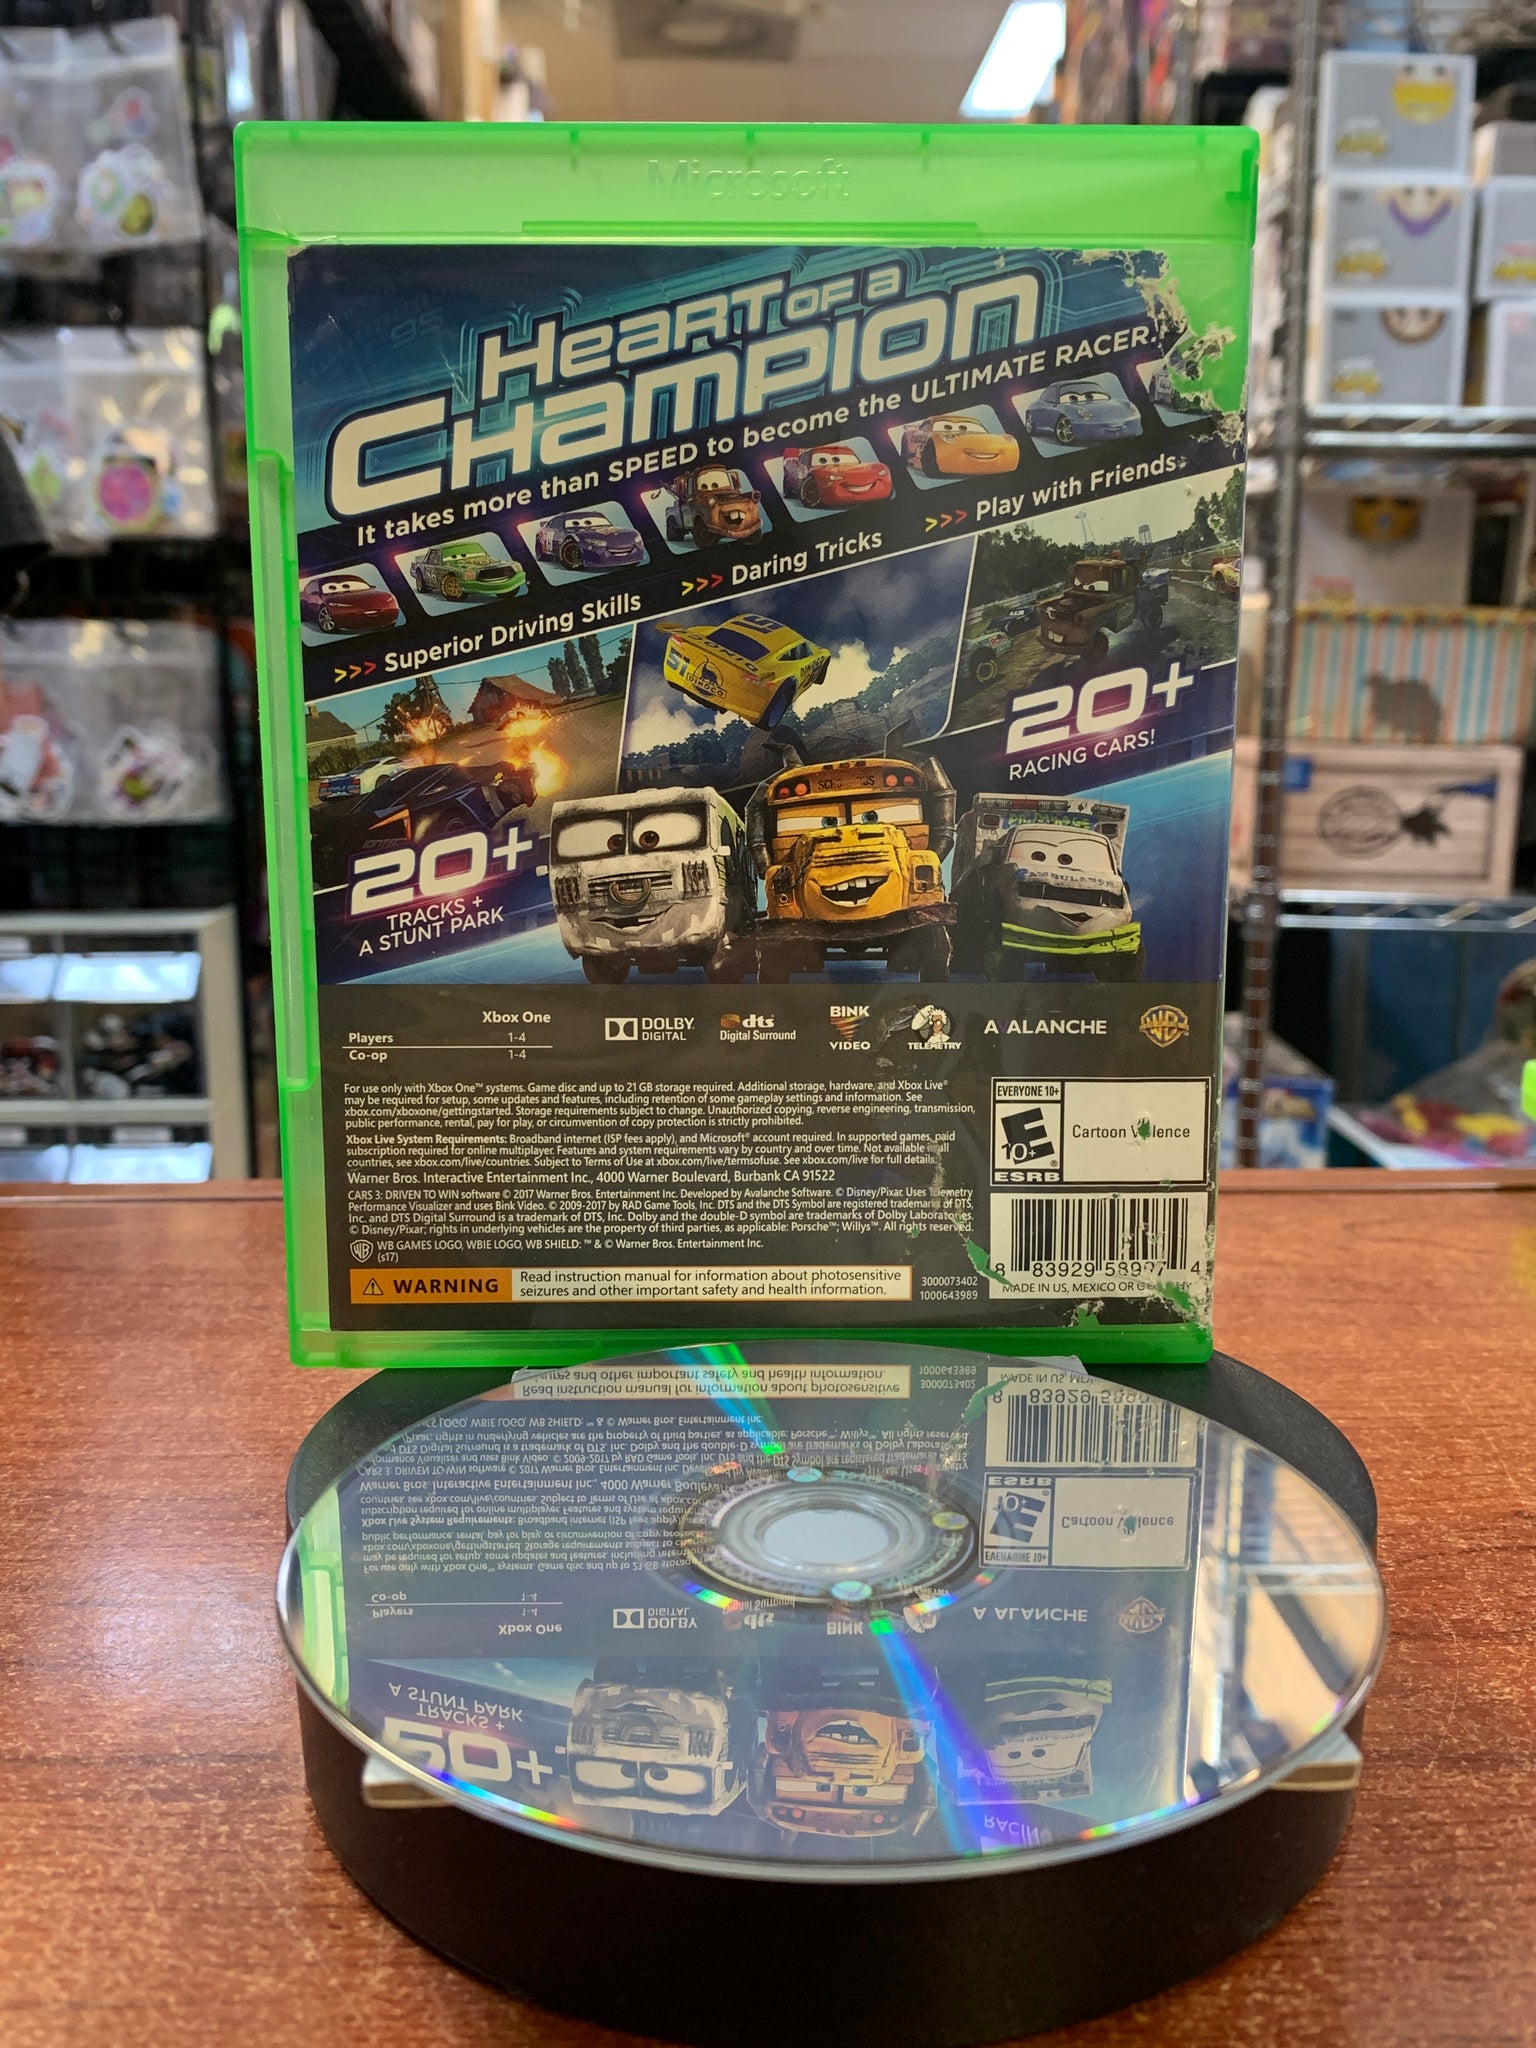 Microsoft
HEART OF A
CHAMPION
It takes more than SPEED to become the ULTIMATE RACER.
>>> Superior Driving Skills
>>> Daring Tricks
>>> Play with Friends
DINOCO
51
DINOCO
20+
RACING CARS!
20+
TRACKS +
A STUNT PARK
AMBULANCE
Xbox One
Players 1-4
Co-op 1-4
DOLBY
DIGITAL
dts
Digital Surround
BINK
VIDEO
TELEMETRY
A ALANCHE
WB
For use only with Xbox One™ systems. Game disc and up to 21 GB storage required. Additional storage, hardware, and Xbox Live®
may be required for setup, some updates and features, including retention of some gameplay settings and information. See
xbox.com/xboxone/gettingstarted. Storage requirements subject to change. Unauthorized copying, reverse engineering, transmission,
public performance, rental, pay for play, or circumvention of copy protection is strictly prohibited.
Xbox Live System Requirements: Broadband internet (ISP fees apply), and Microsoft® account required. In supported games, paid
subscription required for online multiplayer. Features and system requirements vary by country and over time. Not available in all
countries, see xbox.com/live/countries. Subject to Terms of Use at xbox.com/live/termsofuse. See xbox.com/live for full details.
Warner Bros. Interactive Entertainment Inc., 4000 Warner Boulevard, Burbank CA 91522
CARS 3: DRIVEN TO WIN software © 2017 Warner Bros. Entertainment Inc. Developed by Avalanche Software. © Disney/Pixar. Uses Telemetry
Performance Visualizer and uses Bink Video. © 2009-2017 by RAD Game Tools, Inc. DTS and the DTS Symbol are registered trademarks of DTS,
Inc. and DTS Digital Surround is a trademark of DTS, Inc. Dolby and the double-D symbol are trademarks of Dolby Laboratories.
© Disney/Pixar; rights in underlying vehicles are the property of third parties, as applicable: Porsche™; Willys™. All rights reserved.
WB GAMES LOGO, WBIE LOGO, WB SHIELD: ™ & © Warner Bros. Entertainment Inc.
(s17)
EVERYONE 10+
E
10+
ESRB
Cartoon V lence
WARNING
Read instruction manual for information about photosensitive
seizures and other important safety and health information.
3000073402
1000643989
8 83929 58907 4
MADE IN US, MEXICO OR G